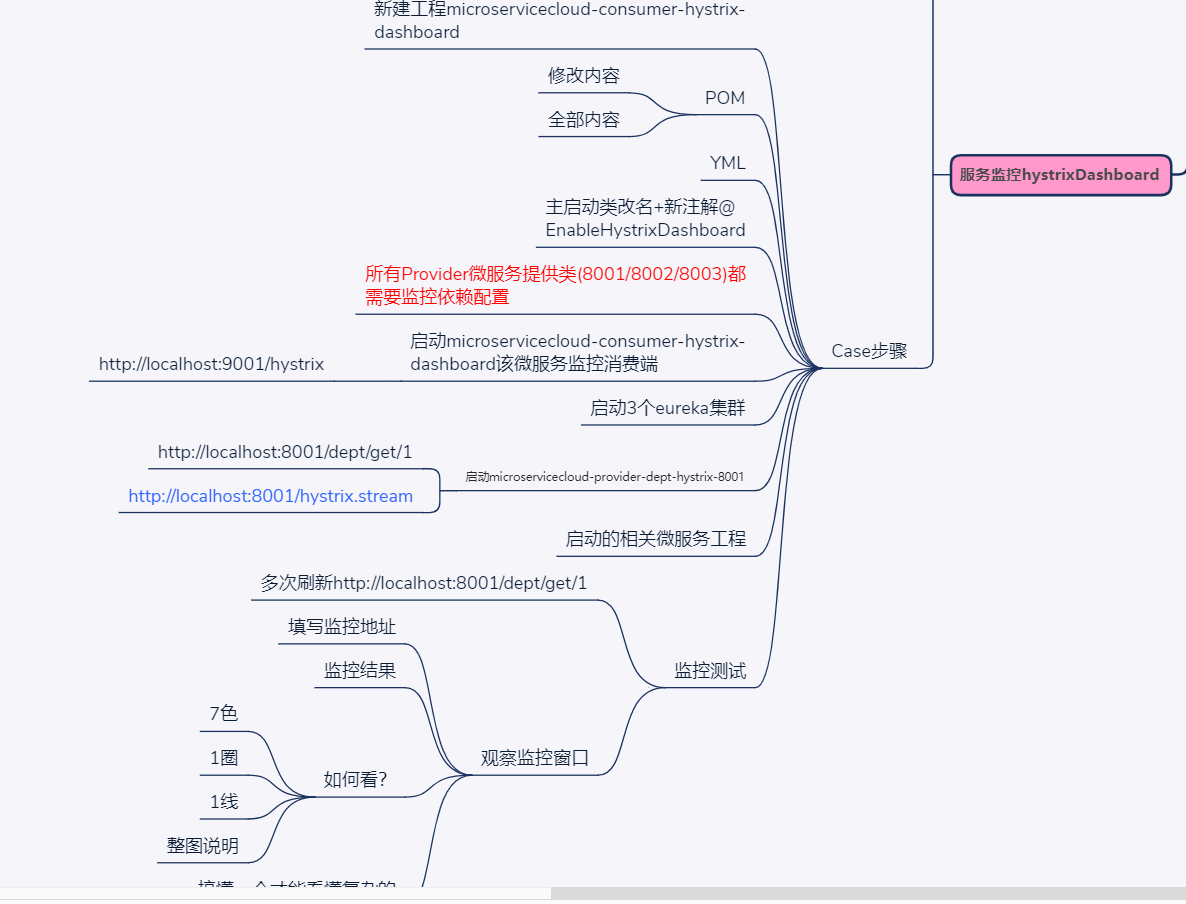 新建工程microservicecloud-consumer-hystrix-
dashboard
修改内容
POM
全部内容
YML
服务监控hystrixDashboard
主启动类改名+新注解@
EnableHystrixDashboard
所有Provider微服务提供类(8001/8002/8003)都
需要监控依赖配置
启动microservicecloud-consumer-hystrix-
dashboard该微服务监控消费端
http://localhost:9001/hystrix
Case步骤
启动3个eureka集群
http://localhost:8001/dept/get/1
启动microservicecloud-provider-dept-hystrix-8001
http://localhost:8001/hystrix.stream
启动的相关微服务工程
多次刷新http://localhost:8001/dept/get/1
填写监控地址
监控结果
监控测试
7色
1圈
如何看?
观察监控窗口
1线
整图说明
搞懂一个才能看懂复杂的